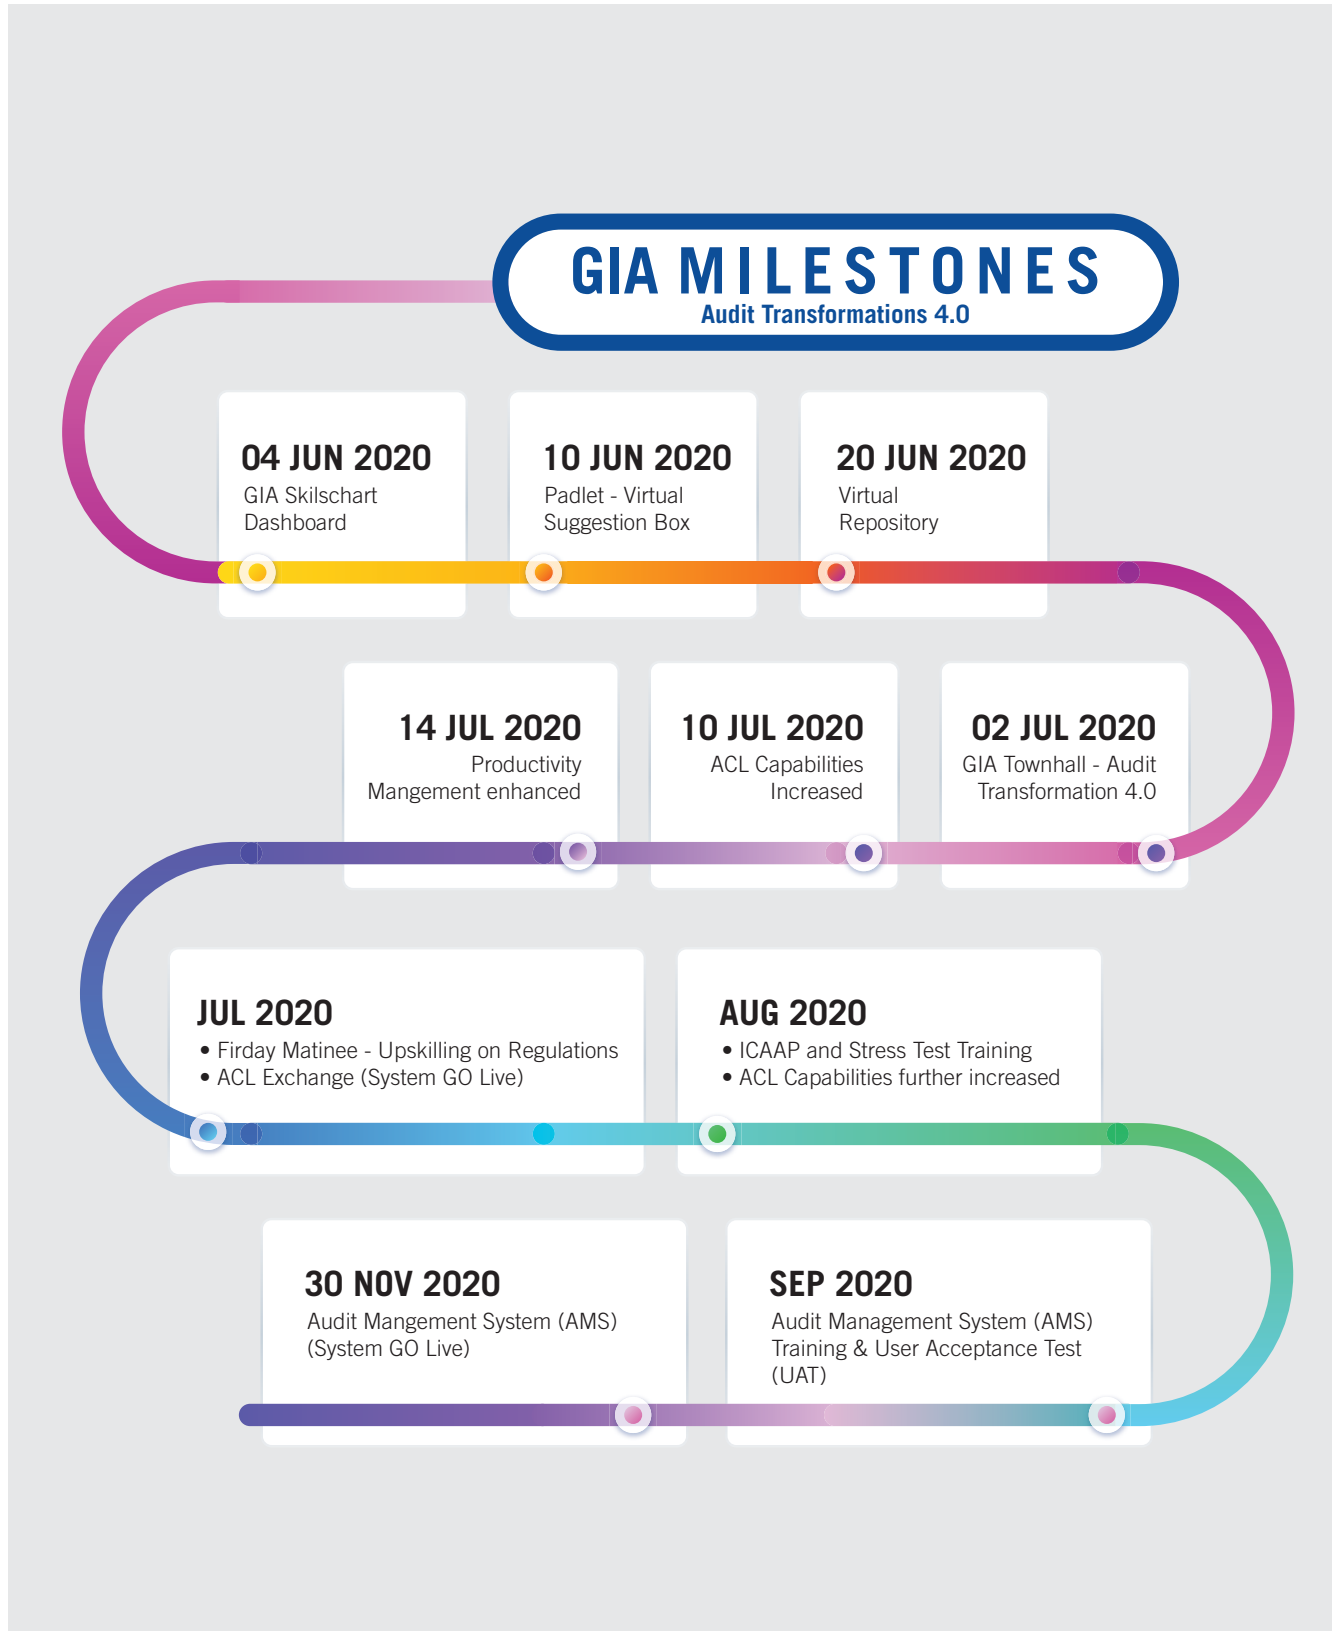 GIA MILESTONES
Audit Transformations 4.0
04 JUN 2020
GIA Skilschart
Dashboard
10 JUN 2020
Padlet - Virtual
Suggestion Box
20 JUN 2020
Virtual
Repository
02 JUL 2020
GIA Townhall - Audit
Transformation 4.0
10 JUL 2020
ACL Capabilities
Increased
14 JUL 2020
Productivity
Mangement enhanced
JUL 2020
• Firday Matinee - Upskilling on Regulations
• ACL Exchange (System GO Live)
AUG 2020
• ICAAP and Stress Test Training
• ACL Capabilities further increased
SEP 2020
Audit Management System (AMS)
Training & User Acceptance Test
(UAT)
30 NOV 2020
Audit Mangement System (AMS)
(System GO Live)